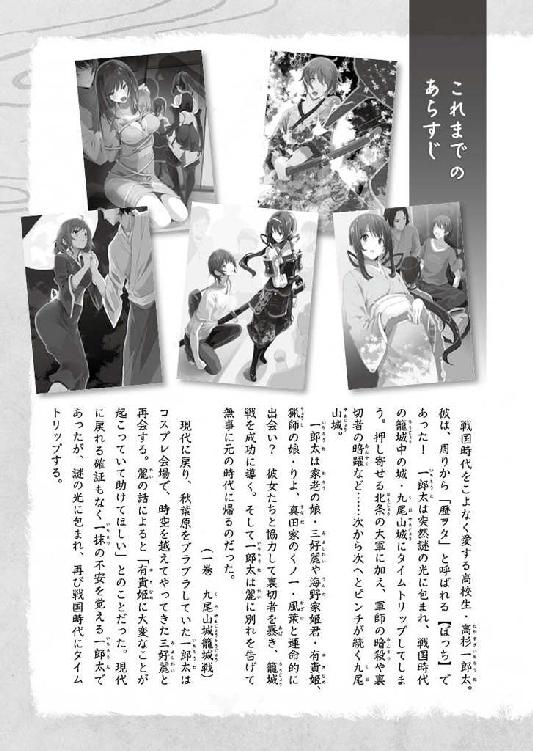 これまでの
あらすじ
戦国時代をこよなく愛する高校生・高杉一郎太。
彼は、周りから「歴ヲタ」と呼ばれる【ぼっち】で
あった！　一郎太は突然謎の光に包まれ、戦国時代
の籠城中の城、九尾山城にタイムトリップしてしま
う。押し寄せる北条の大軍に加え、軍師の暗殺や裏
切者の暗躍など……次から次へとピンチが続く九尾
山城。
一郎太は家老の娘・三好麗や海野家姫君・有貴姫、
猟師の娘・りよ、真田家のくノ一・風葉と運命的に
出会い？　彼女たちと協力して裏切者を暴き、籠城
戦を成功に導く。そして一郎太は麗に別れを告げて
無事に元の時代に帰るのだった。
（一巻　九尾山城籠城戦）
現代に戻り、秋葉原をブラブラしていた一郎太は
コスプレ会場で、時空を越えてやってきた三好麗と
再会する。麗の話によると「有貴姫に大変なことが
起こっていて助けてほしい」とのことだった。現代
に戻れる確証もなく一抹の不安を覚える一郎太で
あったが、謎の光に包まれ、再び戦国時代にタイム
トリップする。